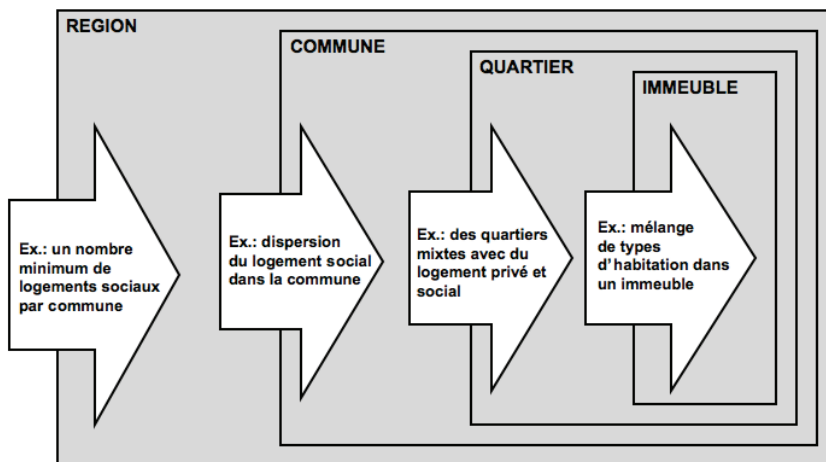 REGION
COMMUNE
QUARTIER
IMMEUBLE
Ex.: un nombre
minimum de
logements sociaux
par commune
Ex.: dispersion
du logement social
dans la commune
Ex.: des quartiers
mixtes avec du
logement privé et
social
Ex.: mélange
de types
d'habitation dans
un immeuble